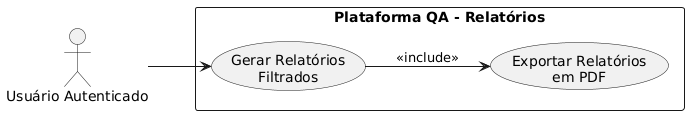 Plataforma QA - Relatórios
Usuário Autenticado
Gerar Relatórios
Filtrados
«include»
Exportar Relatórios
em PDF